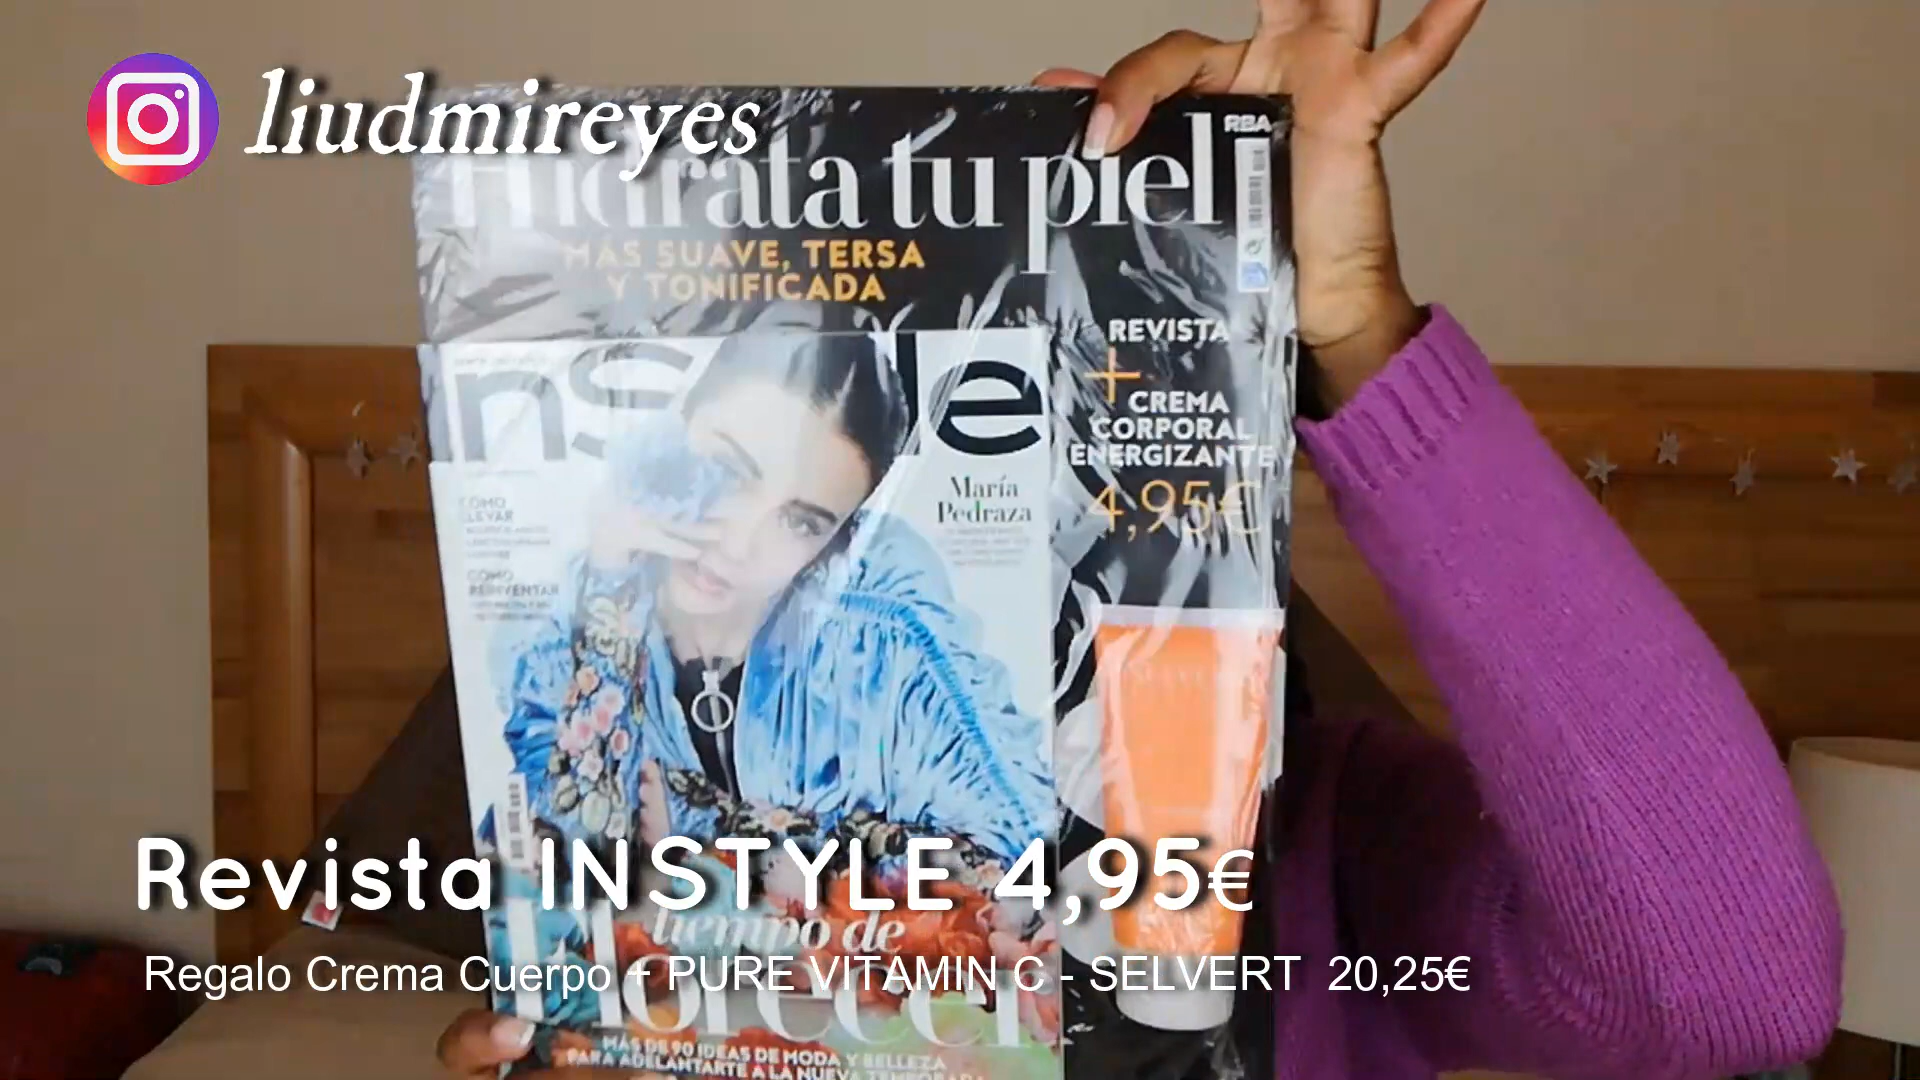 liudmireyes
Hidrata tu piel
RBA
MÁS SUAVE, TERSA
Y TONIFICADA
REVISTA
+
CREMA
CORPORAL
ENERGIZANTE
4,95€
María
Pedraza
CÓMO
LLEVAR
CÓMO
REINVENTAR
Revista INSTYLE 4,95€
tiempo de
Florecer
Regalo Crema Cuerpo + PURE VITAMIN C - SELVERT 20,25€
MÁS DE 90 IDEAS DE MODA Y BELLEZA
PARA ADELANTARTE A LA NUEVA TEMPORADA